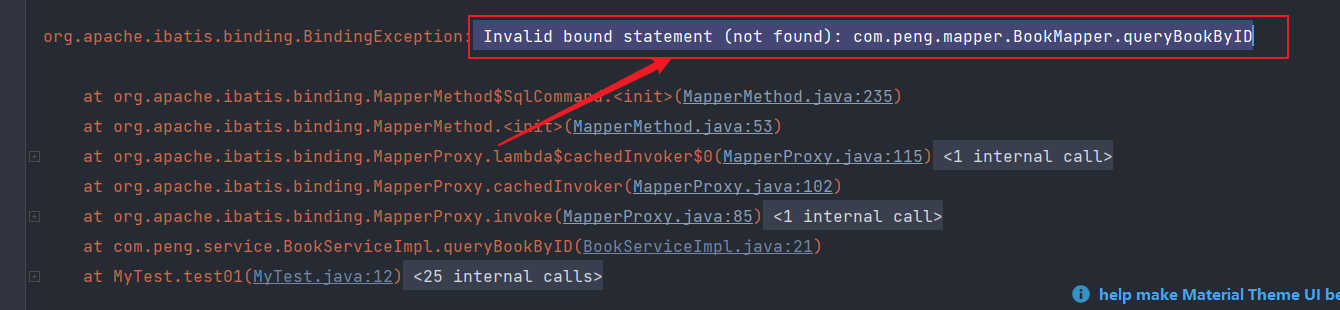 org.apache.ibatis.binding.BindingException: Invalid bound statement (not found): com.peng.mapper.BookMapper.queryBookByID
at org.apache.ibatis.binding.MapperMethod$SqlCommand.<init>(MapperMethod.java:235)
at org.apache.ibatis.binding.MapperMethod.<init>(MapperMethod.java:53)
at org.apache.ibatis.binding.MapperProxy.lambda$cachedInvoker$0(MapperProxy.java:115) <1 internal call>
at org.apache.ibatis.binding.MapperProxy.cachedInvoker(MapperProxy.java:102)
at org.apache.ibatis.binding.MapperProxy.invoke(MapperProxy.java:85) <1 internal call>
at com.peng.service.BookServiceImpl.queryBookByID(BookServiceImpl.java:21)
at MyTest.test01(MyTest.java:12) <25 internal calls>
help make Material Theme UI be